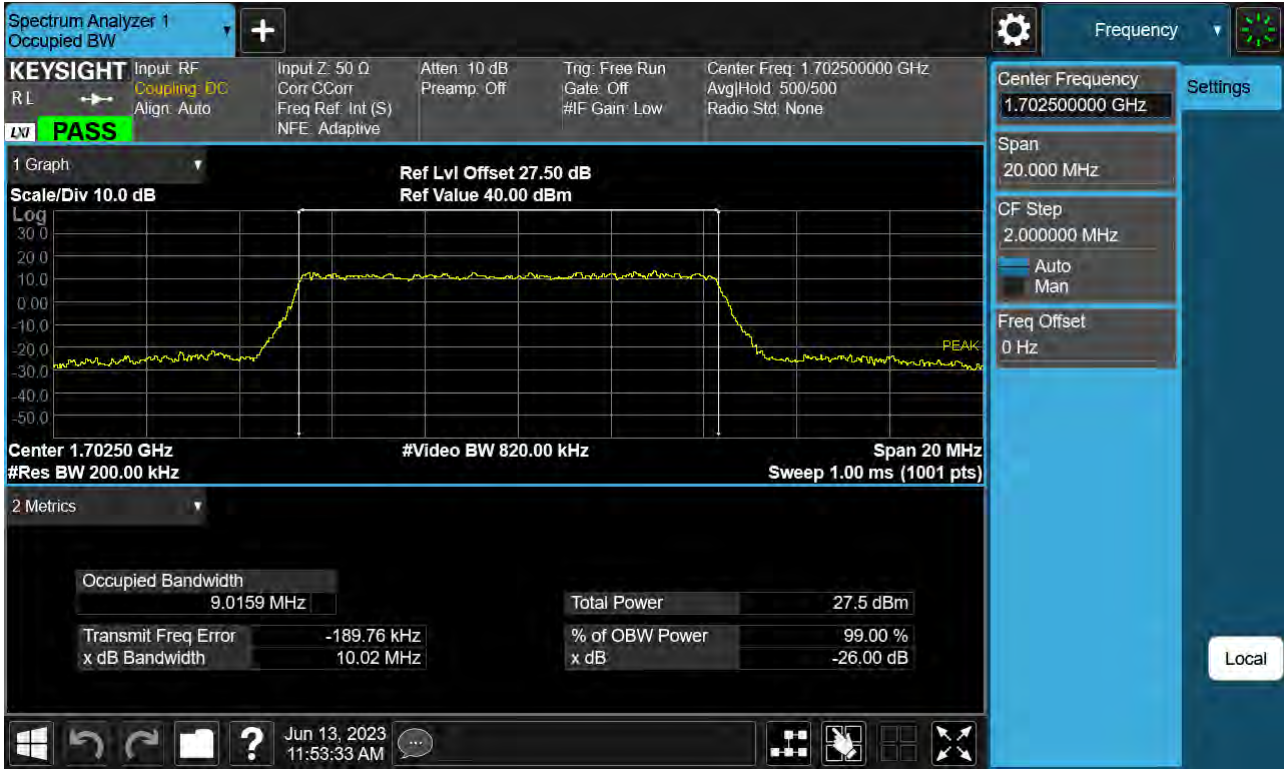 Spectrum Analyzer 1
Occupied BW
Frequency
KEYSIGHT
R L
LXI
PASS
Input: RF
Coupling: DC
Align: Auto
Input Z: 50 Ω
Corr CCorr
Freq Ref: Int (S)
NFE: Adaptive
Atten: 10 dB
Preamp: Off
Trig: Free Run
Gate: Off
#IF Gain: Low
Center Freq: 1.702500000 GHz
Avg|Hold: 500/500
Radio Std: None
Center Frequency
1.702500000 GHz
Settings
Span
20.000 MHz
CF Step
2.000000 MHz
Auto
Man
Freq Offset
0 Hz
Local
1 Graph
Scale/Div 10.0 dB
Ref Lvl Offset 27.50 dB
Ref Value 40.00 dBm
Log
30.0
20.0
10.0
0.00
-10.0
-20.0
-30.0
-40.0
-50.0
PEAK
Center 1.70250 GHz
#Video BW 820.00 kHz
Span 20 MHz
#Res BW 200.00 kHz
Sweep 1.00 ms (1001 pts)
2 Metrics
Occupied Bandwidth
9.0159 MHz
Total Power 27.5 dBm
Transmit Freq Error -189.76 kHz
% of OBW Power 99.00 %
x dB Bandwidth 10.02 MHz
x dB -26.00 dB
?
Jun 13, 2023
11:53:33 AM